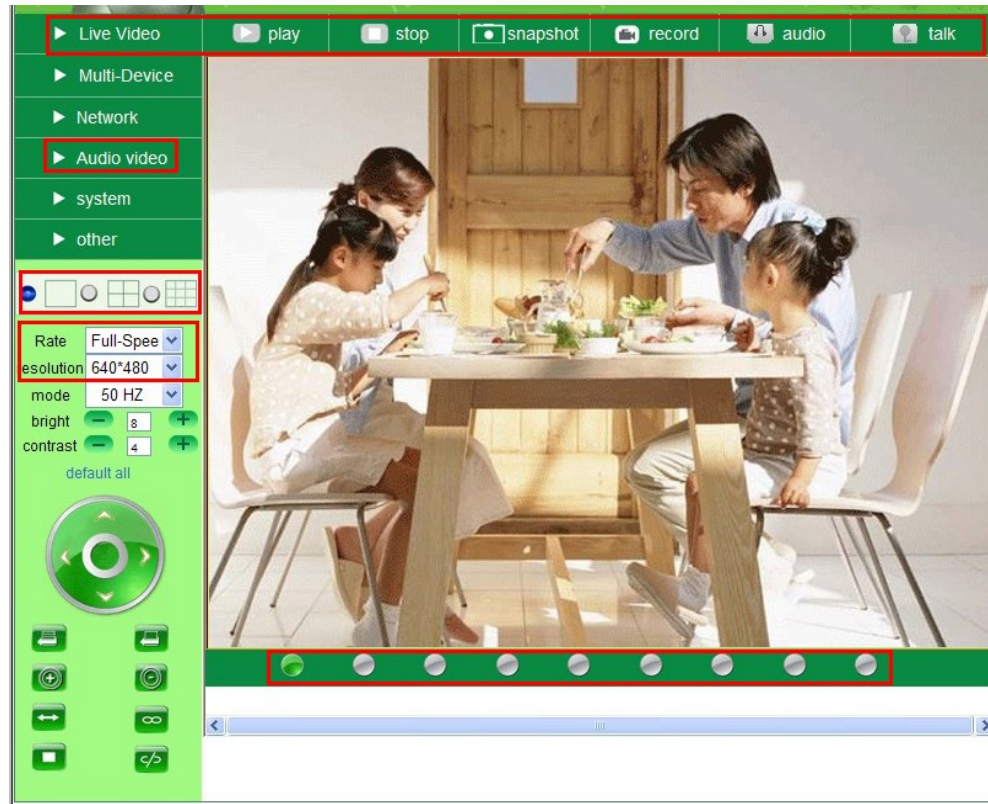 Live Video play stop snapshot record audio talk
Multi-Device
Network
Audio video
system
other
Rate Full-Spee
esolution 640*480
mode 50 HZ
bright 8
contrast 4
default all